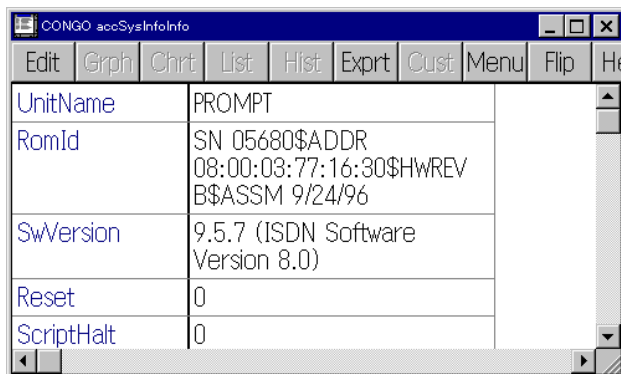 CONGO accSysInfoInfo
Edit Grph Chrt List Hist Exprt Cust Menu Flip He
UnitName PROMPT
RomId SN 05680$ADDR
08:00:03:77:16:30$HWREV
B$ASSM 9/24/96
SwVersion 9.5.7 (ISDN Software
Version 8.0)
Reset 0
ScriptHalt 0